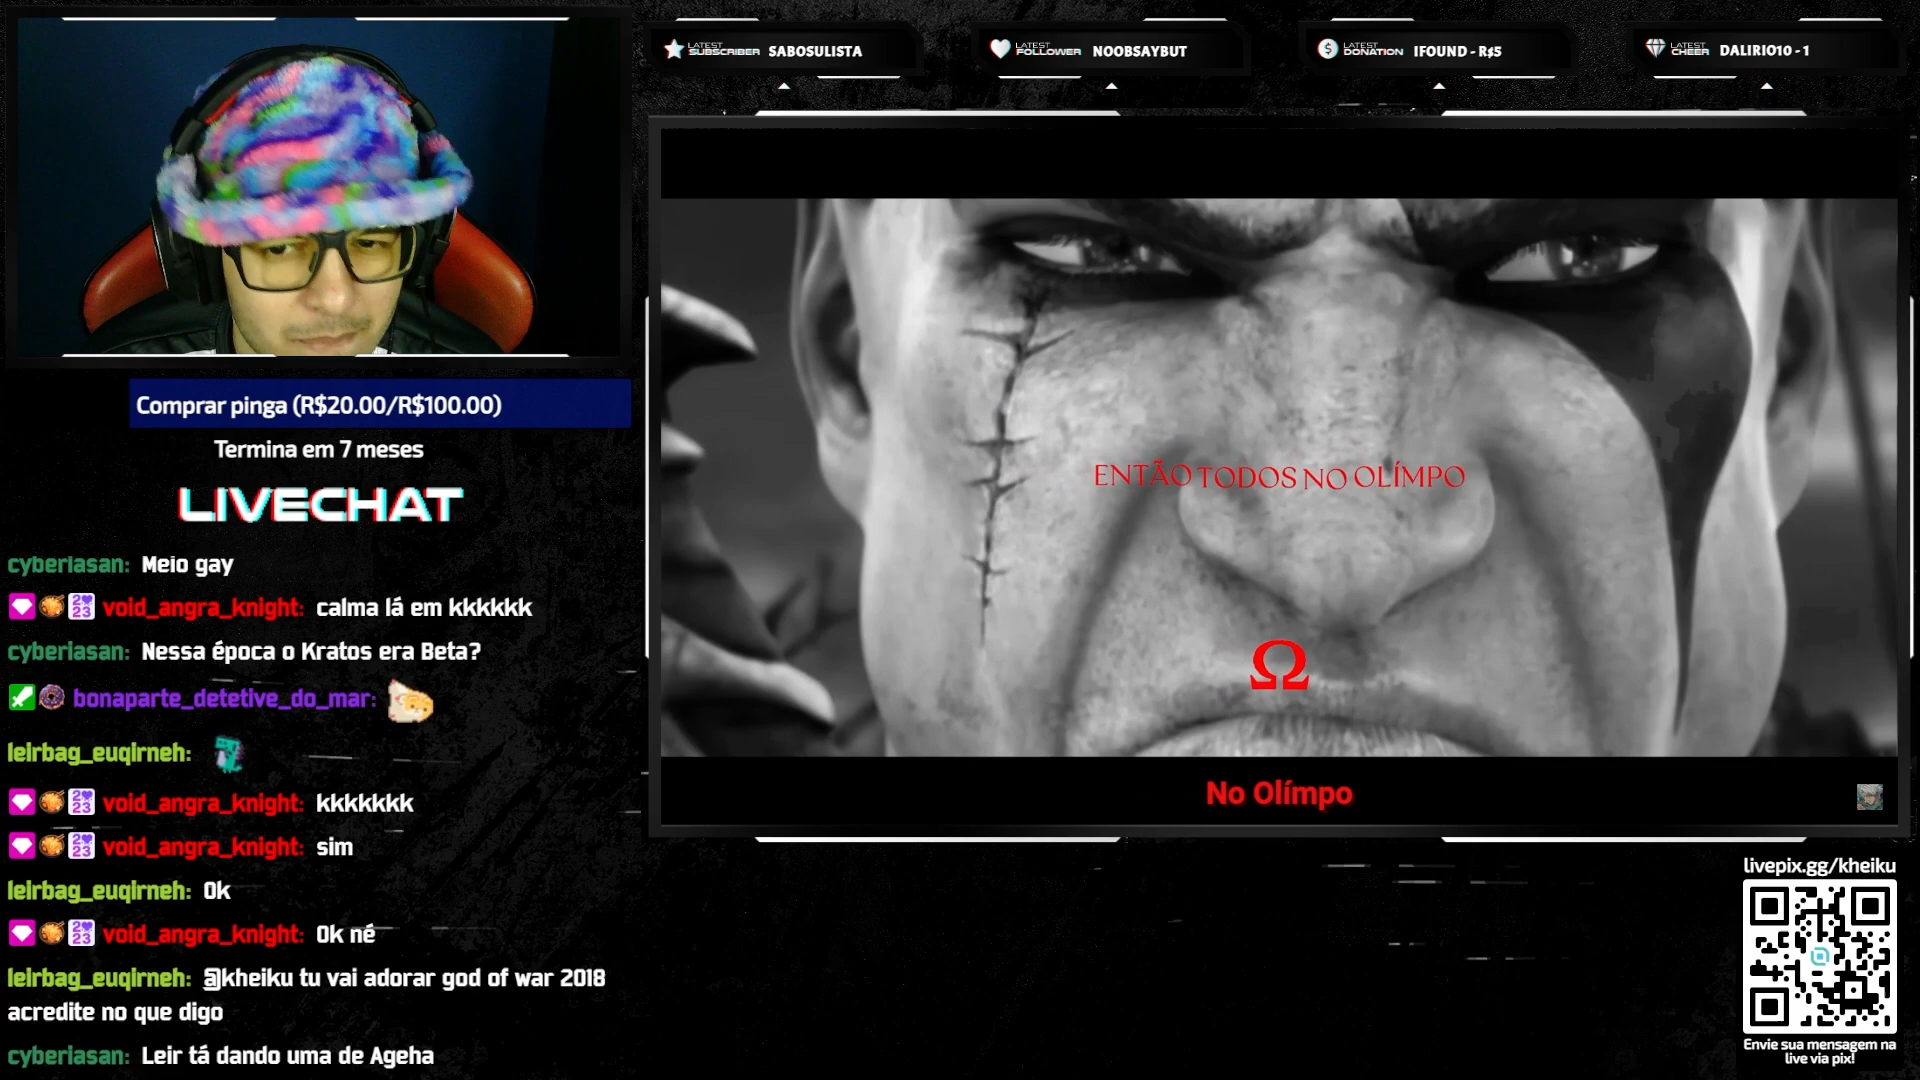 LATEST SUBSCRIBER SABOSULISTA
LATEST FOLLOWER NOOBSAYBUT
LATEST DONATION IFOUND - R$5
LATEST CHEER DALIRIO10 - 1
Comprar pinga (R$20.00/R$100.00)
Termina em 7 meses
LIVECHAT
cyberiasan: Meio gay
void_angra_knight: calma lá em kkkkkk
cyberiasan: Nessa época o Kratos era Beta?
bonaparte_detetive_do_mar:
leirbag_euqirneh:
void_angra_knight: kkkkkkk
void_angra_knight: sim
leirbag_euqirneh: Ok
void_angra_knight: Ok né
leirbag_euqirneh: @kheiku tu vai adorar god of war 2018
acredite no que digo
cyberiasan: Leir tá dando uma de Ageha
ENTÃO TODOS NO OLÍMPO
Ω
No Olímpo
livepix.gg/kheiku
Envie sua mensagem na
live via pix!